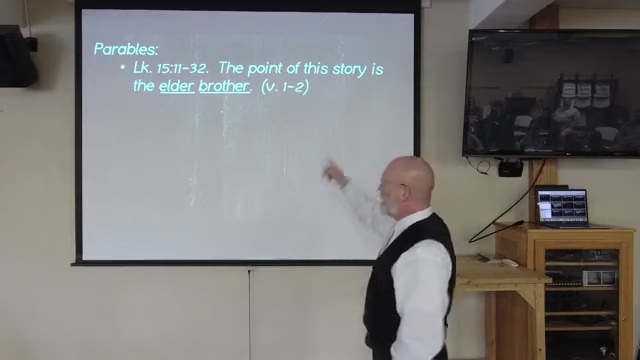 Parables:
• Lk. 15:11-32. The point of this story is
the elder brother. (v. 1-2)